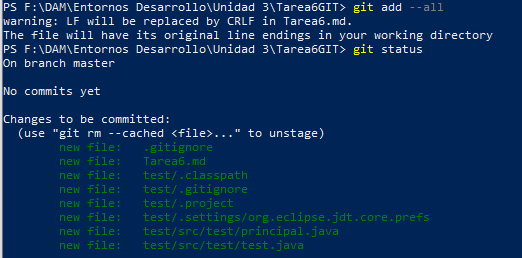 PS F:\DAM\Entornos Desarrollo\Unidad 3\Tarea6GIT> git add --all
warning: LF will be replaced by CRLF in Tarea6.md.
The file will have its original line endings in your working directory
PS F:\DAM\Entornos Desarrollo\Unidad 3\Tarea6GIT> git status
On branch master

No commits yet

Changes to be committed:
  (use "git rm --cached <file>..." to unstage)
        new file:   .gitignore
        new file:   Tarea6.md
        new file:   test/.classpath
        new file:   test/.gitignore
        new file:   test/.project
        new file:   test/.settings/org.eclipse.jdt.core.prefs
        new file:   test/src/test/principal.java
        new file:   test/src/test/test.java